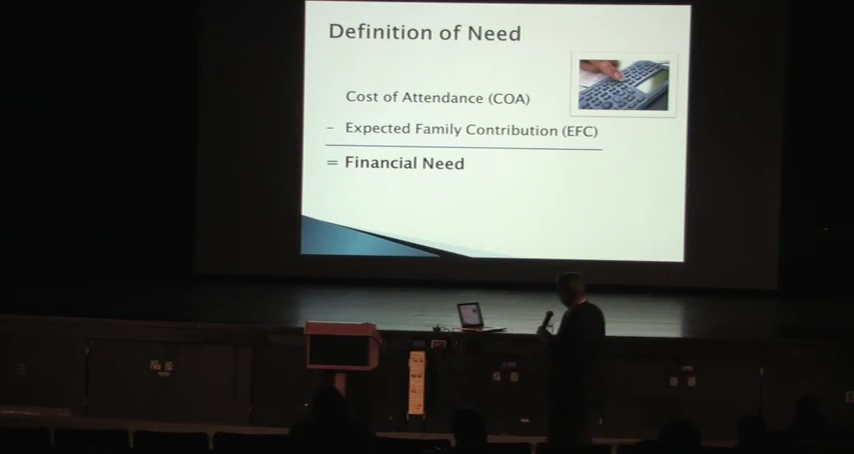 Definition of Need
Cost of Attendance (COA)
– Expected Family Contribution (EFC)
= Financial Need